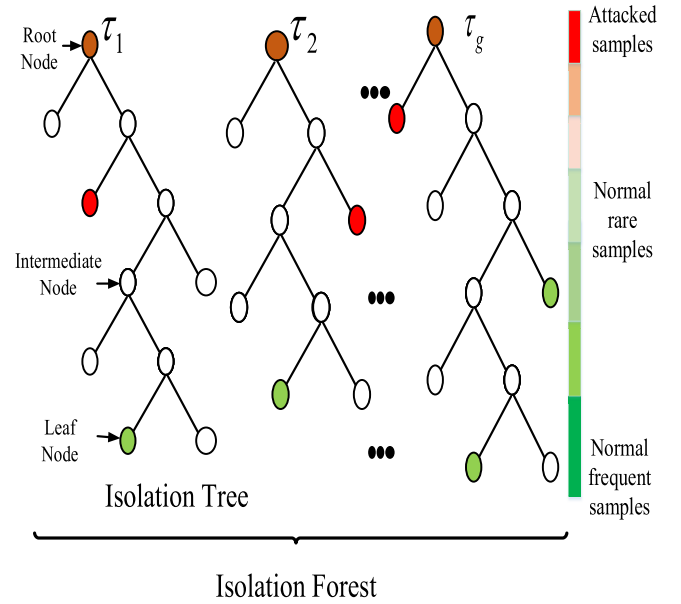 Root
Node
τ1
τ2
τg
Attacked
samples
Normal
rare
samples
Intermediate
Node
Leaf
Node
Normal
frequent
samples
Isolation Tree
Isolation Forest